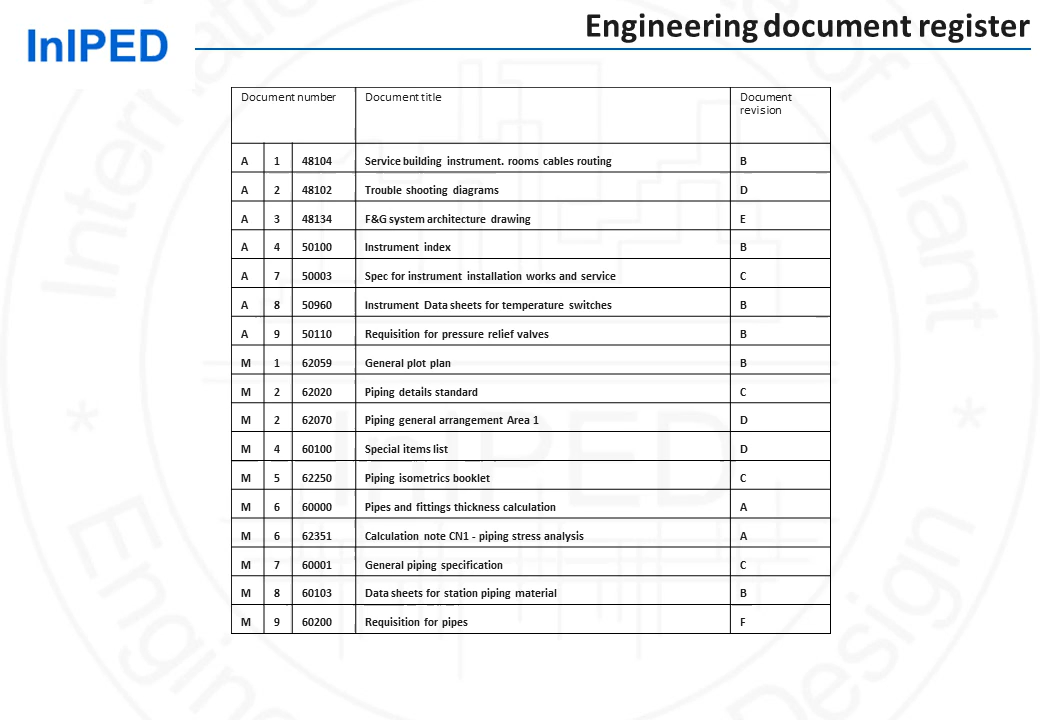 InIPED
Engineering document register
Document number Document title Document
revision
A 1 48104 Service building instrument. rooms cables routing B
A 2 48102 Trouble shooting diagrams D
A 3 48134 F&G system architecture drawing E
A 4 50100 Instrument index B
A 7 50003 Spec for instrument installation works and service C
A 8 50960 Instrument Data sheets for temperature switches B
A 9 50110 Requisition for pressure relief valves B
M 1 62059 General plot plan B
M 2 62020 Piping details standard C
M 2 62070 Piping general arrangement Area 1 D
M 4 60100 Special items list D
M 5 62250 Piping isometrics booklet C
M 6 60000 Pipes and fittings thickness calculation A
M 6 62351 Calculation note CN1 - piping stress analysis A
M 7 60001 General piping specification C
M 8 60103 Data sheets for station piping material B
M 9 60200 Requisition for pipes F
of Plant
Design
InIPED